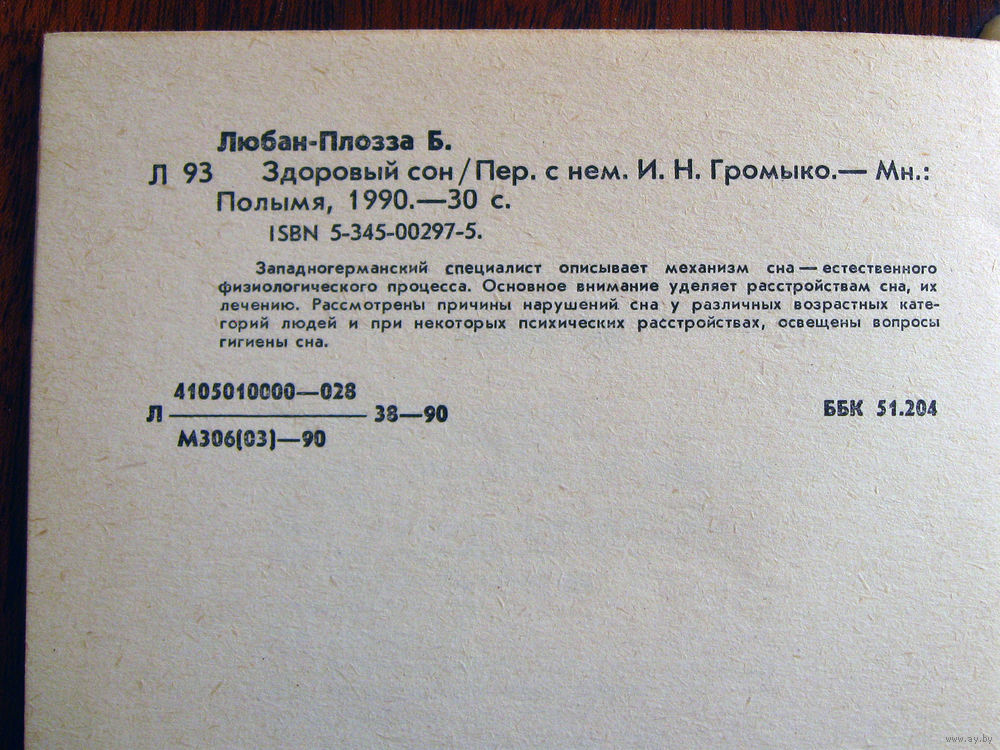 Любан-Плозза Б.
Л 93 Здоровый сон/Пер. с нем. И. Н. Громыко.— Мн.:
Полымя, 1990.—30 с.
ISBN 5-345-00297-5.
Западногерманский специалист описывает механизм сна — естественного
физиологического процесса. Основное внимание уделяет расстройствам сна, их
лечению. Рассмотрены причины нарушений сна у различных возрастных кате-
горий людей и при некоторых психических расстройствах, освещены вопросы
гигиены сна.
4105010000—028
Л 38—90
М306(03)—90
ББК 51.204
www.ay.by